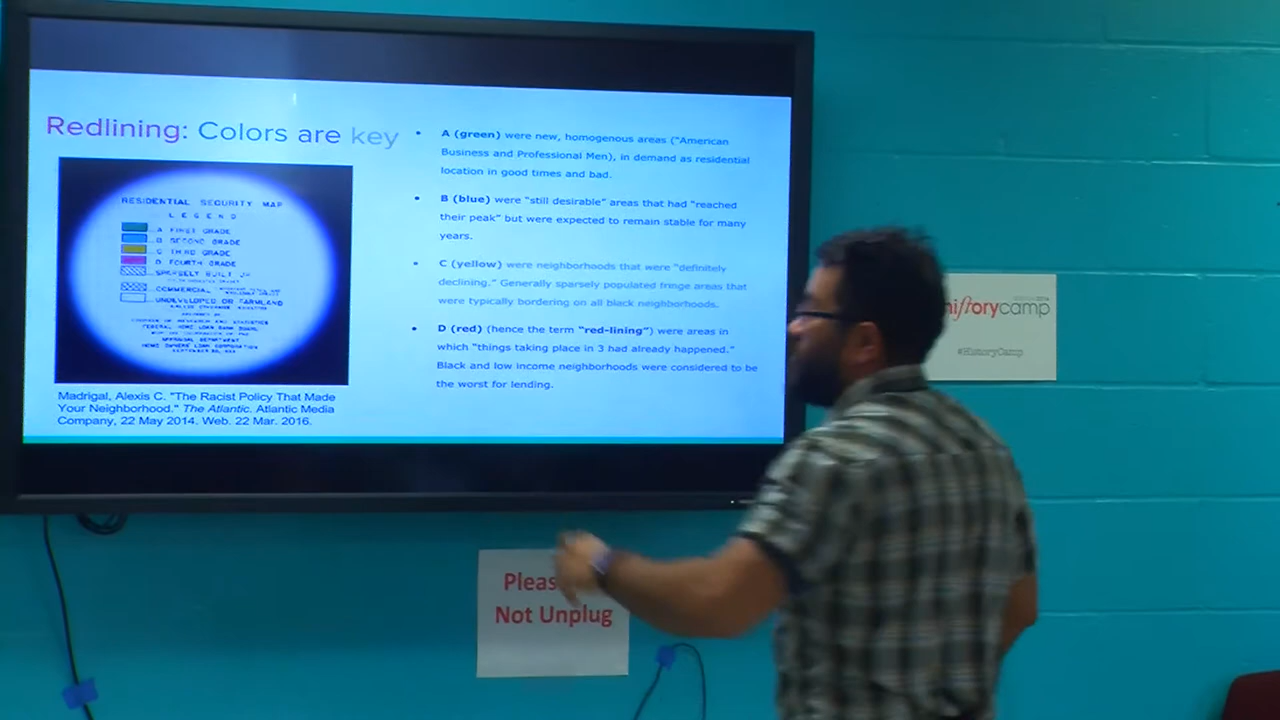 Redlining: Colors are key
RESIDENTIAL SECURITY MAP
LEGEND
A FIRST GRADE
B SECOND GRADE
C THIRD GRADE
D FOURTH GRADE
SPARSELY BUILT UP
COMMERCIAL
UNDEVELOPED OR FARMLAND
FEDERAL HOME LOAN BANK BOARD
APPRAISAL DEPARTMENT
HOME OWNERS' LOAN CORPORATION
Madrigal, Alexis C. "The Racist Policy That Made
Your Neighborhood." The Atlantic. Atlantic Media
Company, 22 May 2014. Web. 22 Mar. 2016.
• A (green) were new, homogenous areas ("American
Business and Professional Men), in demand as residential
location in good times and bad.
• B (blue) were "still desirable" areas that had "reached
their peak" but were expected to remain stable for many
years.
• C (yellow) were neighborhoods that were "definitely
declining." Generally sparsely populated fringe areas that
were typically bordering on all black neighborhoods.
• D (red) (hence the term "red-lining") were areas in
which "things taking place in 3 had already happened."
Black and low income neighborhoods were considered to be
the worst for lending.
historycamp
#HistoryCamp
Pleas
Not Unplug